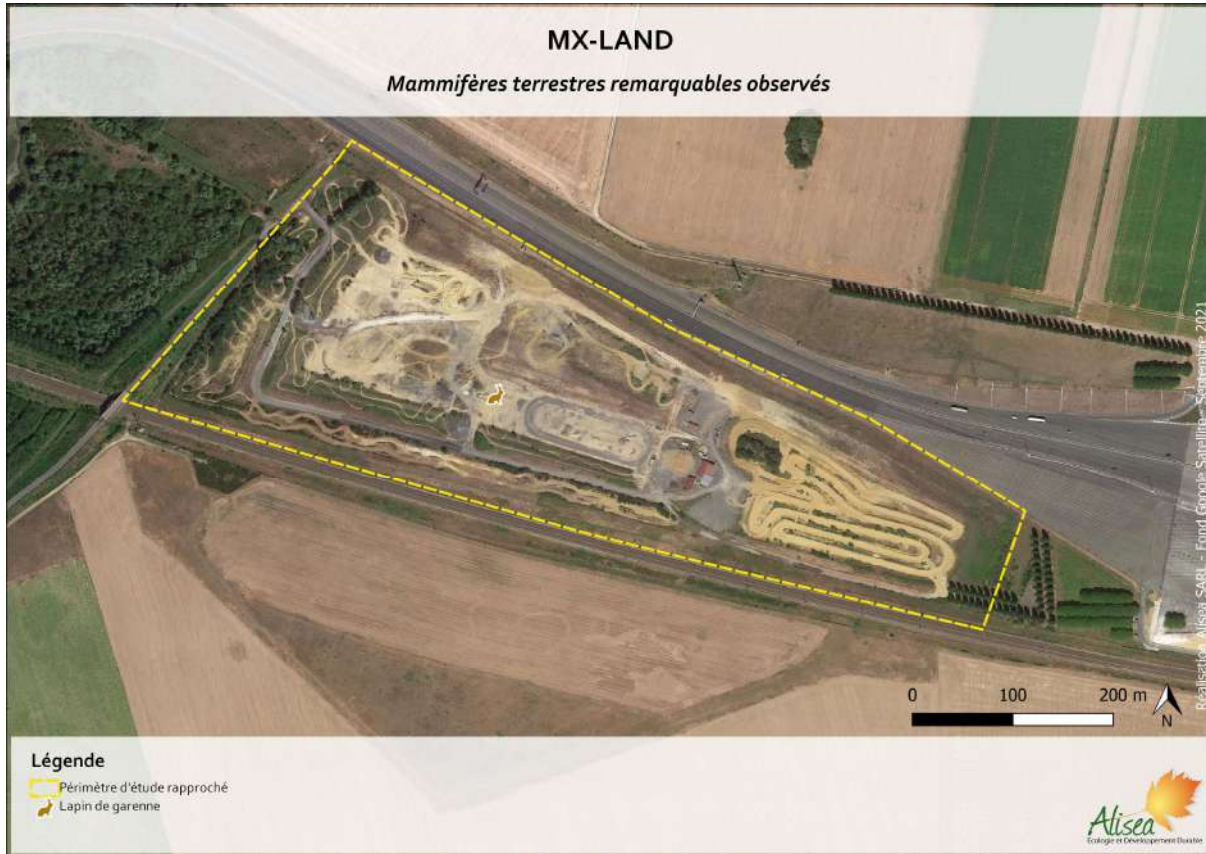 MX-LAND
Mammifères terrestres remarquables observés
Réalisation Alisea SARL - Fond Google Satellite - Septembre 2021
0 100 200 m
N
Légende
Périmètre d'étude rapproché
Lapin de garenne
Alisea
Ecologie et Développement Durable